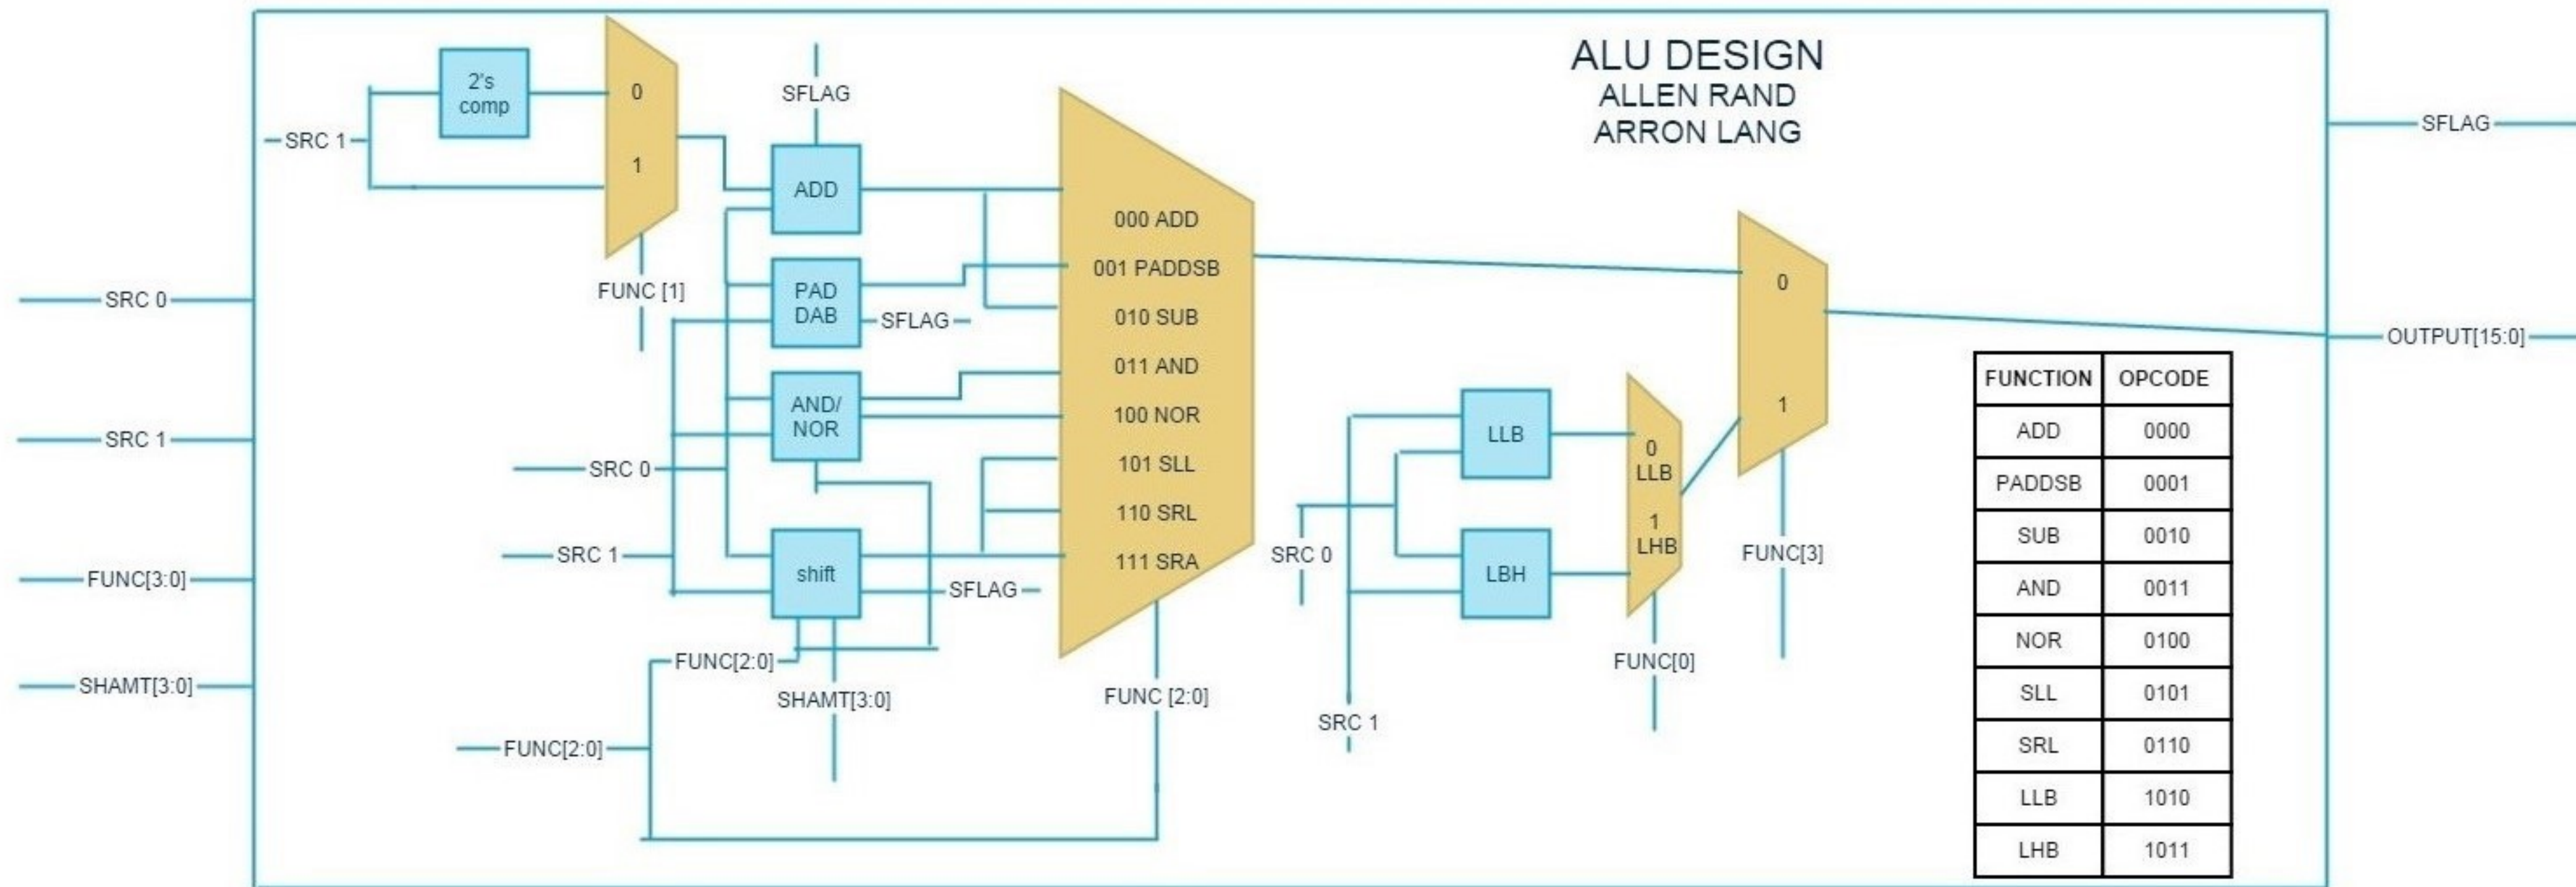 ALU DESIGN
ALLEN RAND
ARRON LANG
SRC 0
SRC 1
FUNC[3:0]
SHAMT[3:0]
SRC 1
2's
comp
0
1
FUNC [1]
SFLAG
ADD
PAD
DAB
SFLAG
AND/
NOR
SRC 0
SRC 1
shift
SFLAG
FUNC[2:0]
SHAMT[3:0]
FUNC[2:0]
000 ADD
001 PADDSB
010 SUB
011 AND
100 NOR
101 SLL
110 SRL
111 SRA
FUNC [2:0]
SRC 0
SRC 1
LLB
LBH
0
LLB
1
LHB
FUNC[0]
0
1
FUNC[3]
SFLAG
OUTPUT[15:0]
FUNCTION OPCODE
ADD 0000
PADDSB 0001
SUB 0010
AND 0011
NOR 0100
SLL 0101
SRL 0110
LLB 1010
LHB 1011